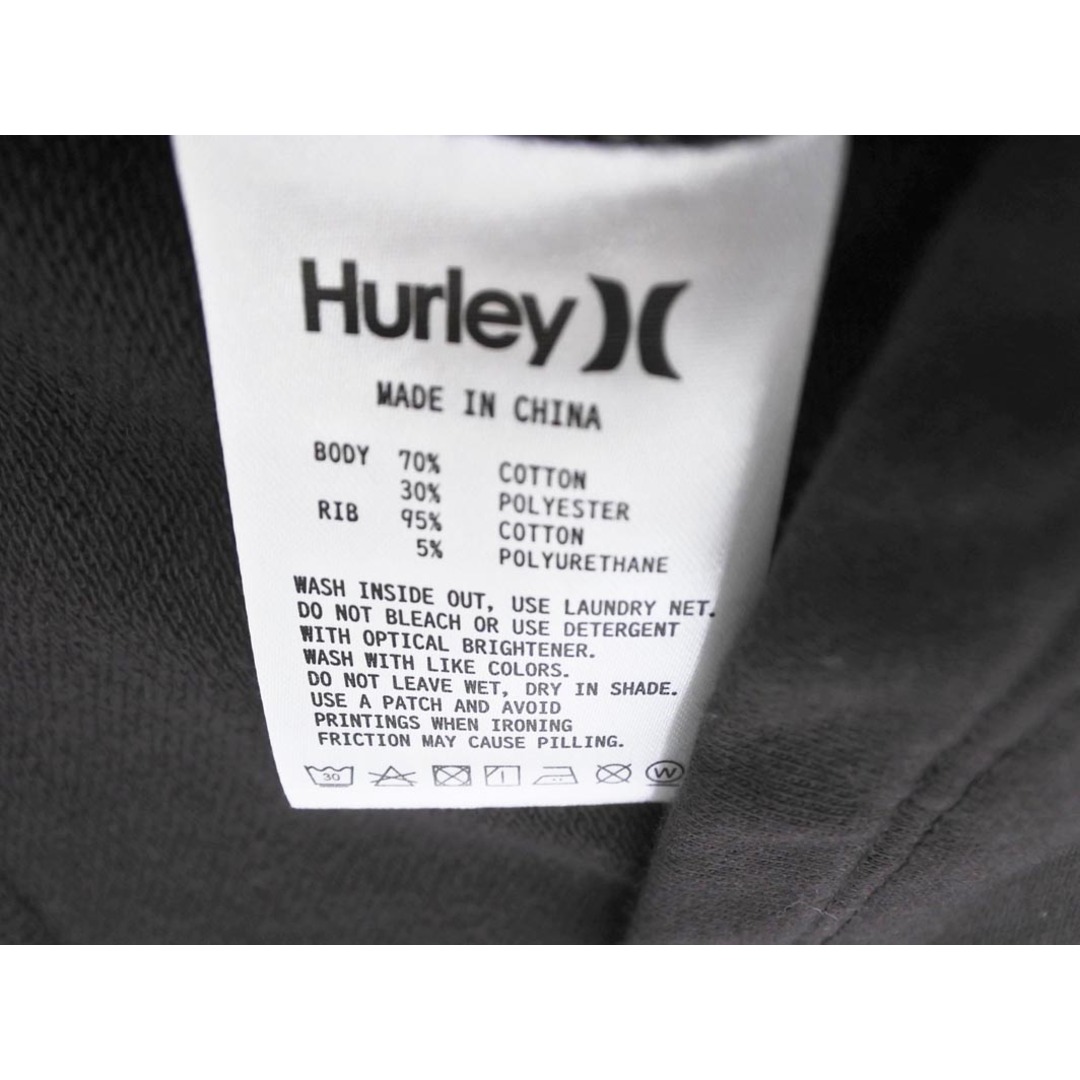 Hurley
MADE IN CHINA
BODY 70% COTTON
30% POLYESTER
RIB 95% COTTON
5% POLYURETHANE
WASH INSIDE OUT, USE LAUNDRY NET.
DO NOT BLEACH OR USE DETERGENT
WITH OPTICAL BRIGHTENER.
WASH WITH LIKE COLORS.
DO NOT LEAVE WET, DRY IN SHADE.
USE A PATCH AND AVOID
PRINTINGS WHEN IRONING
FRICTION MAY CAUSE PILLING.
30 W